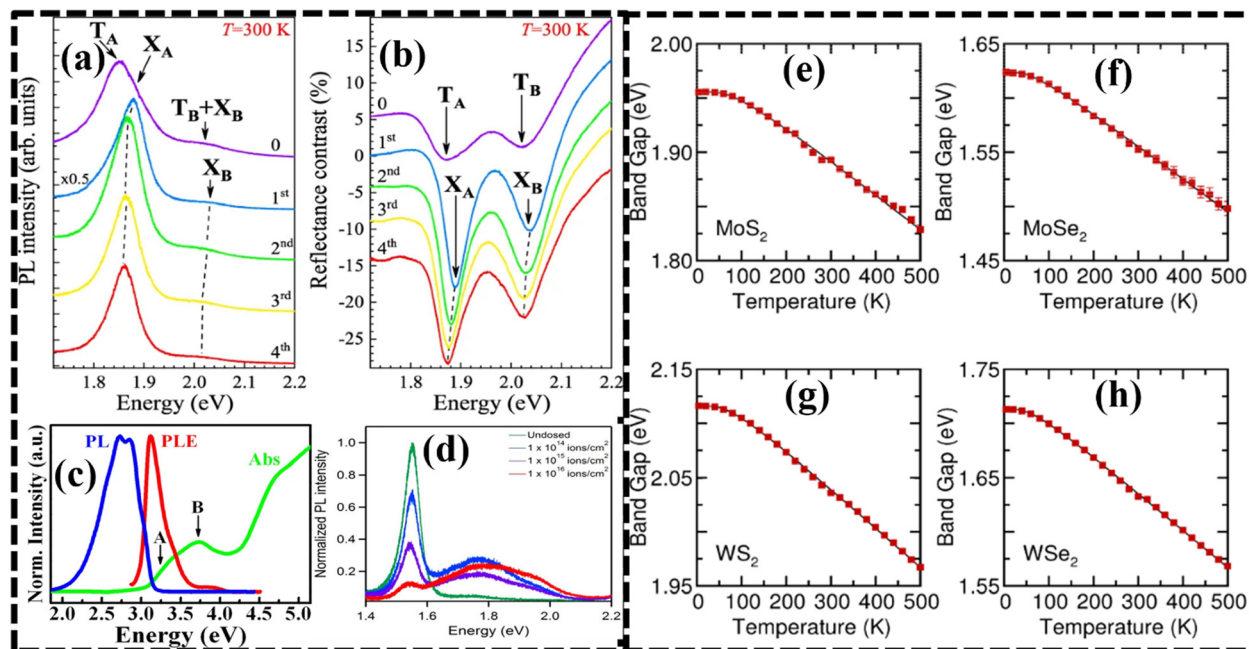 (a)
T_A
X_A
T=300 K
T_B+X_B
0
X_B
x0.5
1st
2nd
3rd
4th
PL intensity (arb. units)
1.8 1.9 2.0 2.1 2.2
Energy (eV)
(b)
T=300 K
0
T_A
T_B
1st
X_A
X_B
2nd
3rd
4th
Reflectance contrast (%)
15
10
5
0
-5
-10
-15
-20
-25
1.8 1.9 2.0 2.1 2.2
Energy (eV)
(c)
PL
PLE
Abs
A
B
Norm. Intensity (a.u.)
2.0 2.5 3.0 3.5 4.0 4.5 5.0
Energy (eV)
(d)
Undosed
1 x 10^14 ions/cm^2
1 x 10^15 ions/cm^2
1 x 10^16 ions/cm^2
Normalized PL intensity
1.0
0.8
0.6
0.4
0.2
1.4 1.6 1.8 2.0 2.2
Energy (eV)
(e)
MoS2
Band Gap (eV)
2.00
1.90
1.80
0 100 200 300 400 500
Temperature (K)
(f)
MoSe2
Band Gap (eV)
1.65
1.55
1.45
0 100 200 300 400 500
Temperature (K)
(g)
WS2
Band Gap (eV)
2.15
2.05
1.95
0 100 200 300 400 500
Temperature (K)
(h)
WSe2
Band Gap (eV)
1.75
1.65
1.55
0 100 200 300 400 500
Temperature (K)